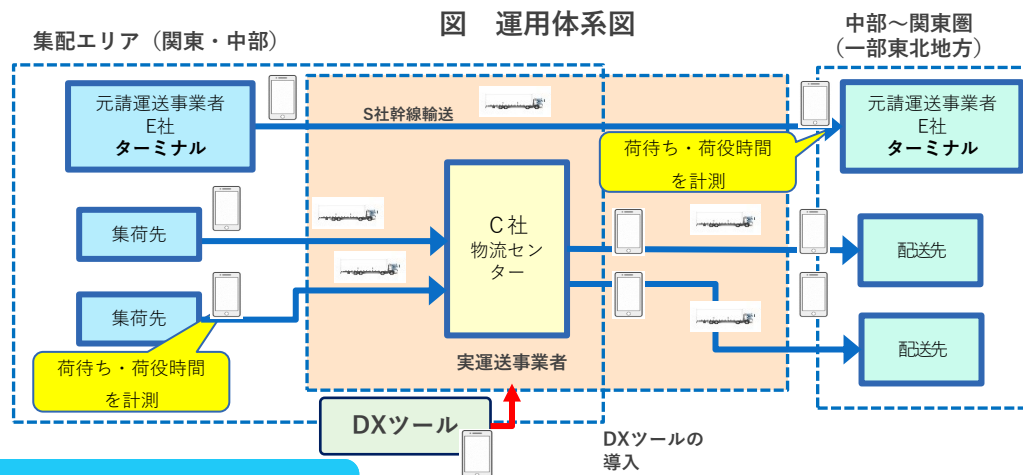 図　運用体系図
集配エリア（関東・中部）
中部～関東圏
（一部東北地方）
元請運送事業者
E社
ターミナル
S社幹線輸送
元請運送事業者
E社
ターミナル
荷待ち・荷役時間
を計測
集荷先
C社
物流セン
ター
配送先
集荷先
配送先
荷待ち・荷役時間
を計測
実運送事業者
DXツール
DXツールの
導入